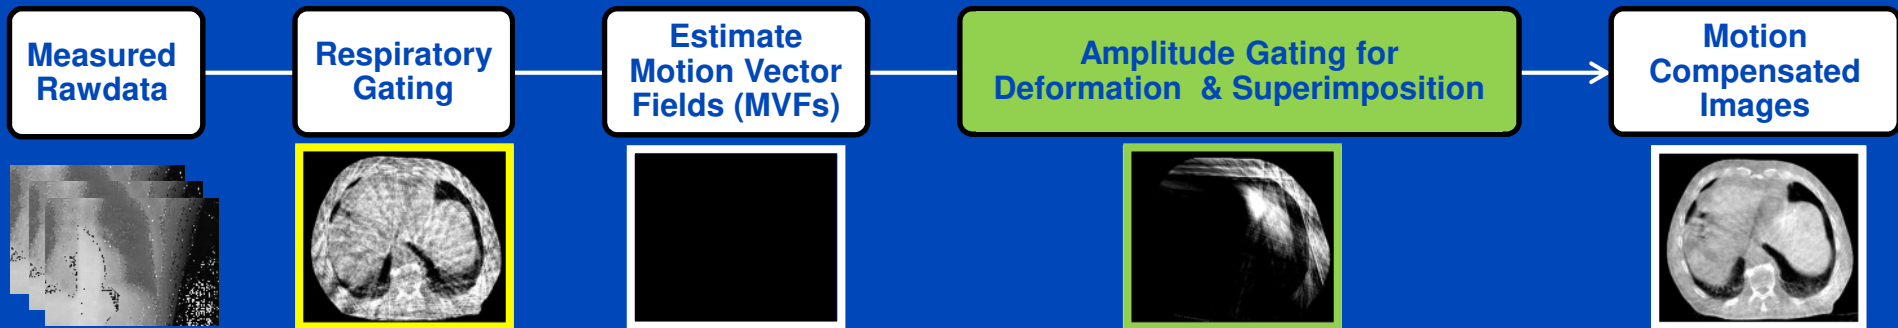 Measured
Rawdata
Respiratory
Gating
Estimate
Motion Vector
Fields (MVFs)
Amplitude Gating for
Deformation & Superimposition
Motion
Compensated
Images